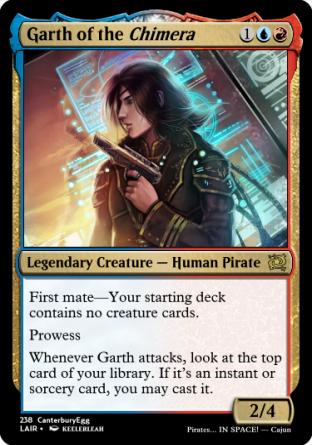 Garth of the Chimera 1
Legendary Creature — Human Pirate
First mate—Your starting deck
contains no creature cards.
Prowess
Whenever Garth attacks, look at the top
card of your library. If it's an instant or
sorcery card, you may cast it.
2/4
238 CanterburyEgg
LAIR • KEELERLEAH
Pirates... IN SPACE! — Cajun